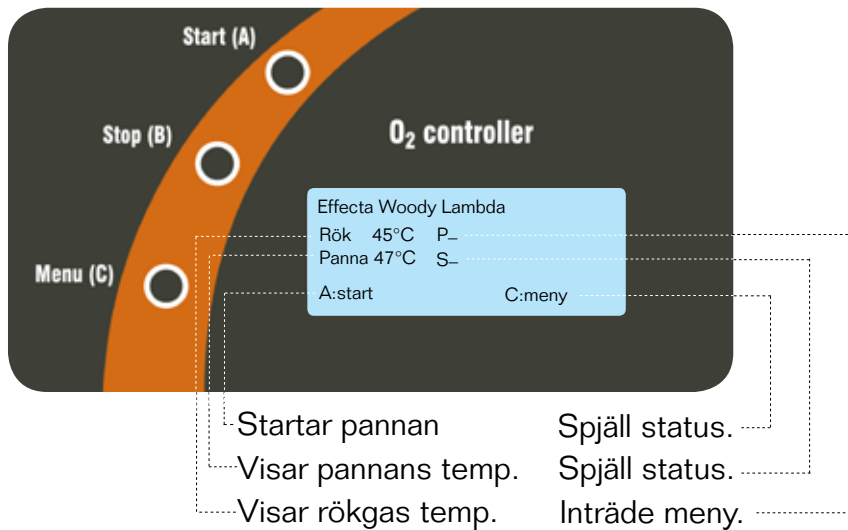 Start (A)
Stop (B)
O₂ controller
Effecta Woody Lambda
Rök 45°C P_
Panna 47°C S_
Menu (C)
A:start C:meny
Startar pannan Spjäll status.
Visar pannans temp. Spjäll status.
Visar rökgas temp. Inträde meny.